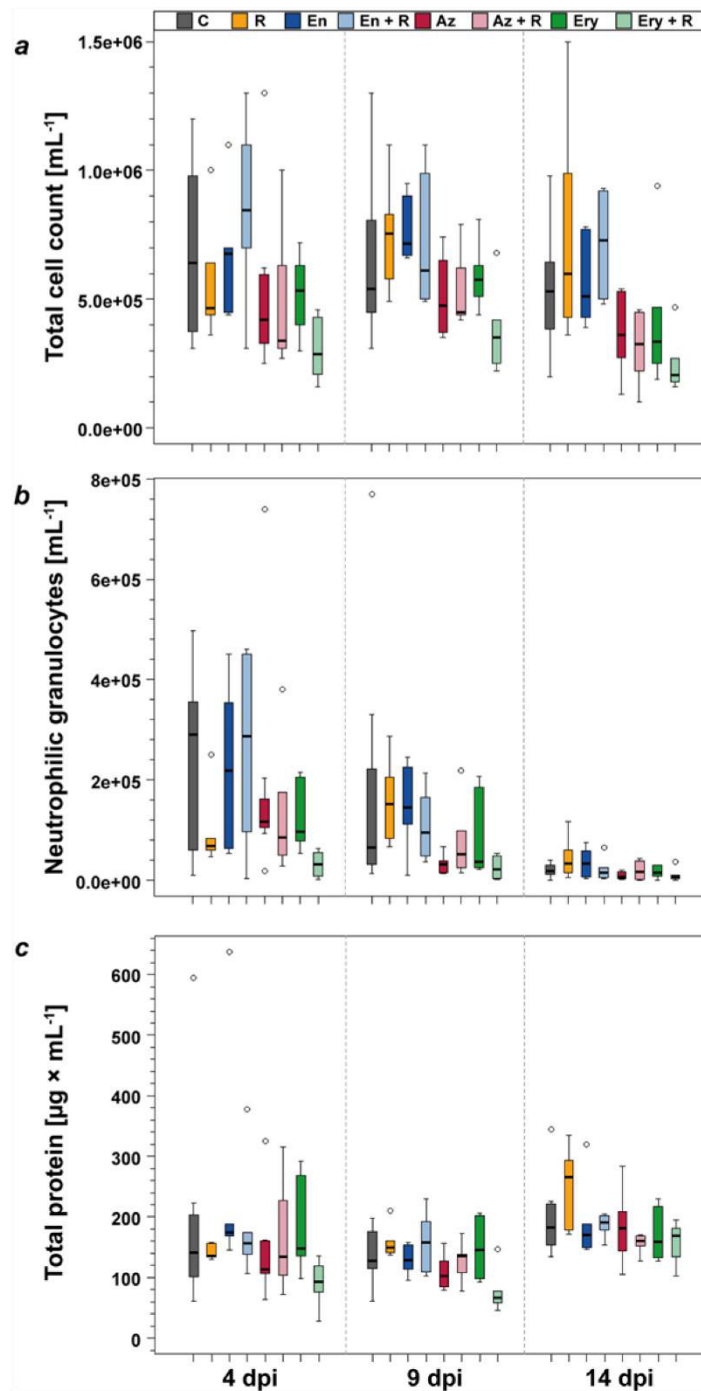 C R En En + R Az Az + R Ery Ery + R
a
Total cell count [mL⁻¹]
1.5e+06
1.0e+06
5.0e+05
0.0e+00
b
Neutrophilic granulocytes [mL⁻¹]
8e+05
6e+05
4e+05
2e+05
0.0e+00
c
Total protein [µg × mL⁻¹]
600
500
400
300
200
100
0
4 dpi 9 dpi 14 dpi